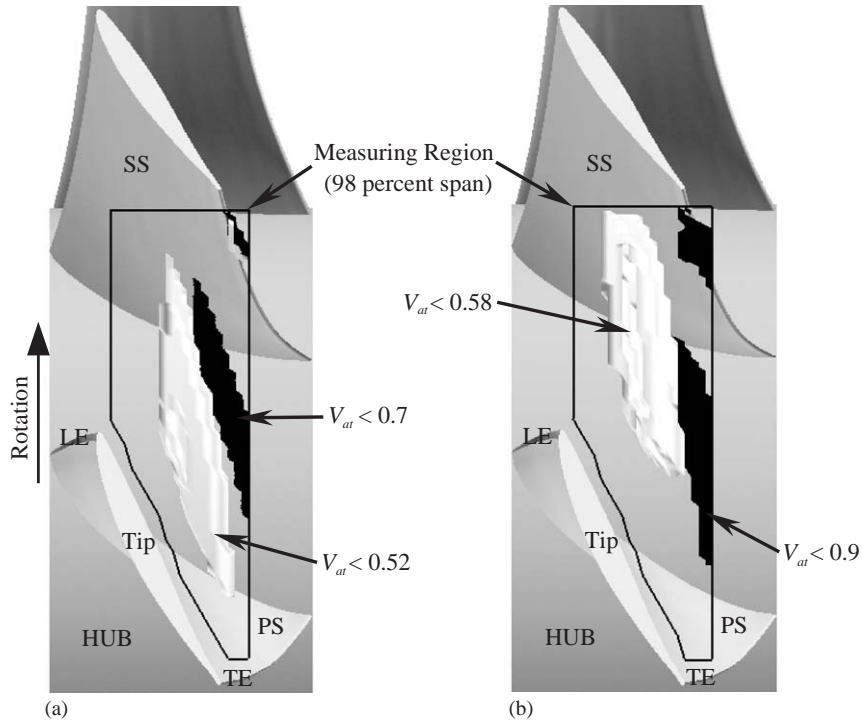 SS
Measuring Region
(98 percent span)
SS
V_at < 0.58
Rotation
V_at < 0.7
LE
LE
Tip
V_at < 0.52
Tip
V_at < 0.9
HUB
PS
HUB
PS
TE
TE
(a)
(b)